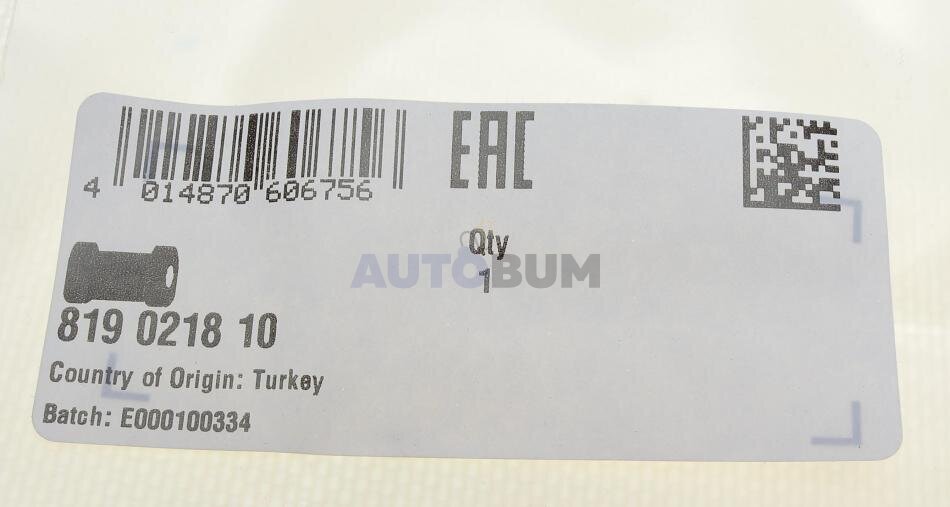 4 014870 606756
EAC
Qty
1
AUTOBUM
819 0218 10
Country of Origin: Turkey
Batch: E000100334